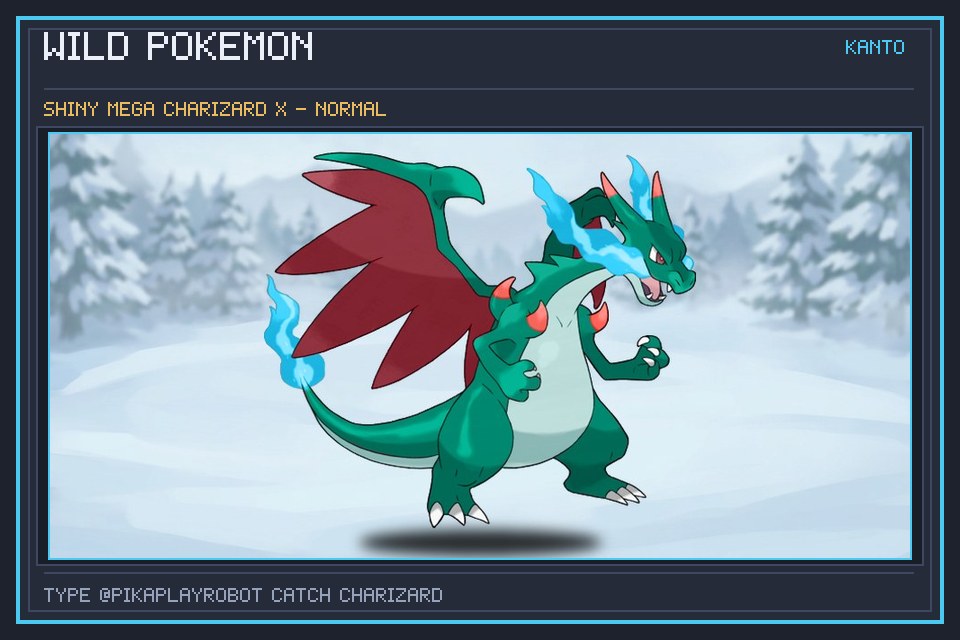 WILD POKEMON
KANTO
SHINY MEGA CHARIZARD X - NORMAL
TYPE @PIKAPLAYROBOT CATCH CHARIZARD